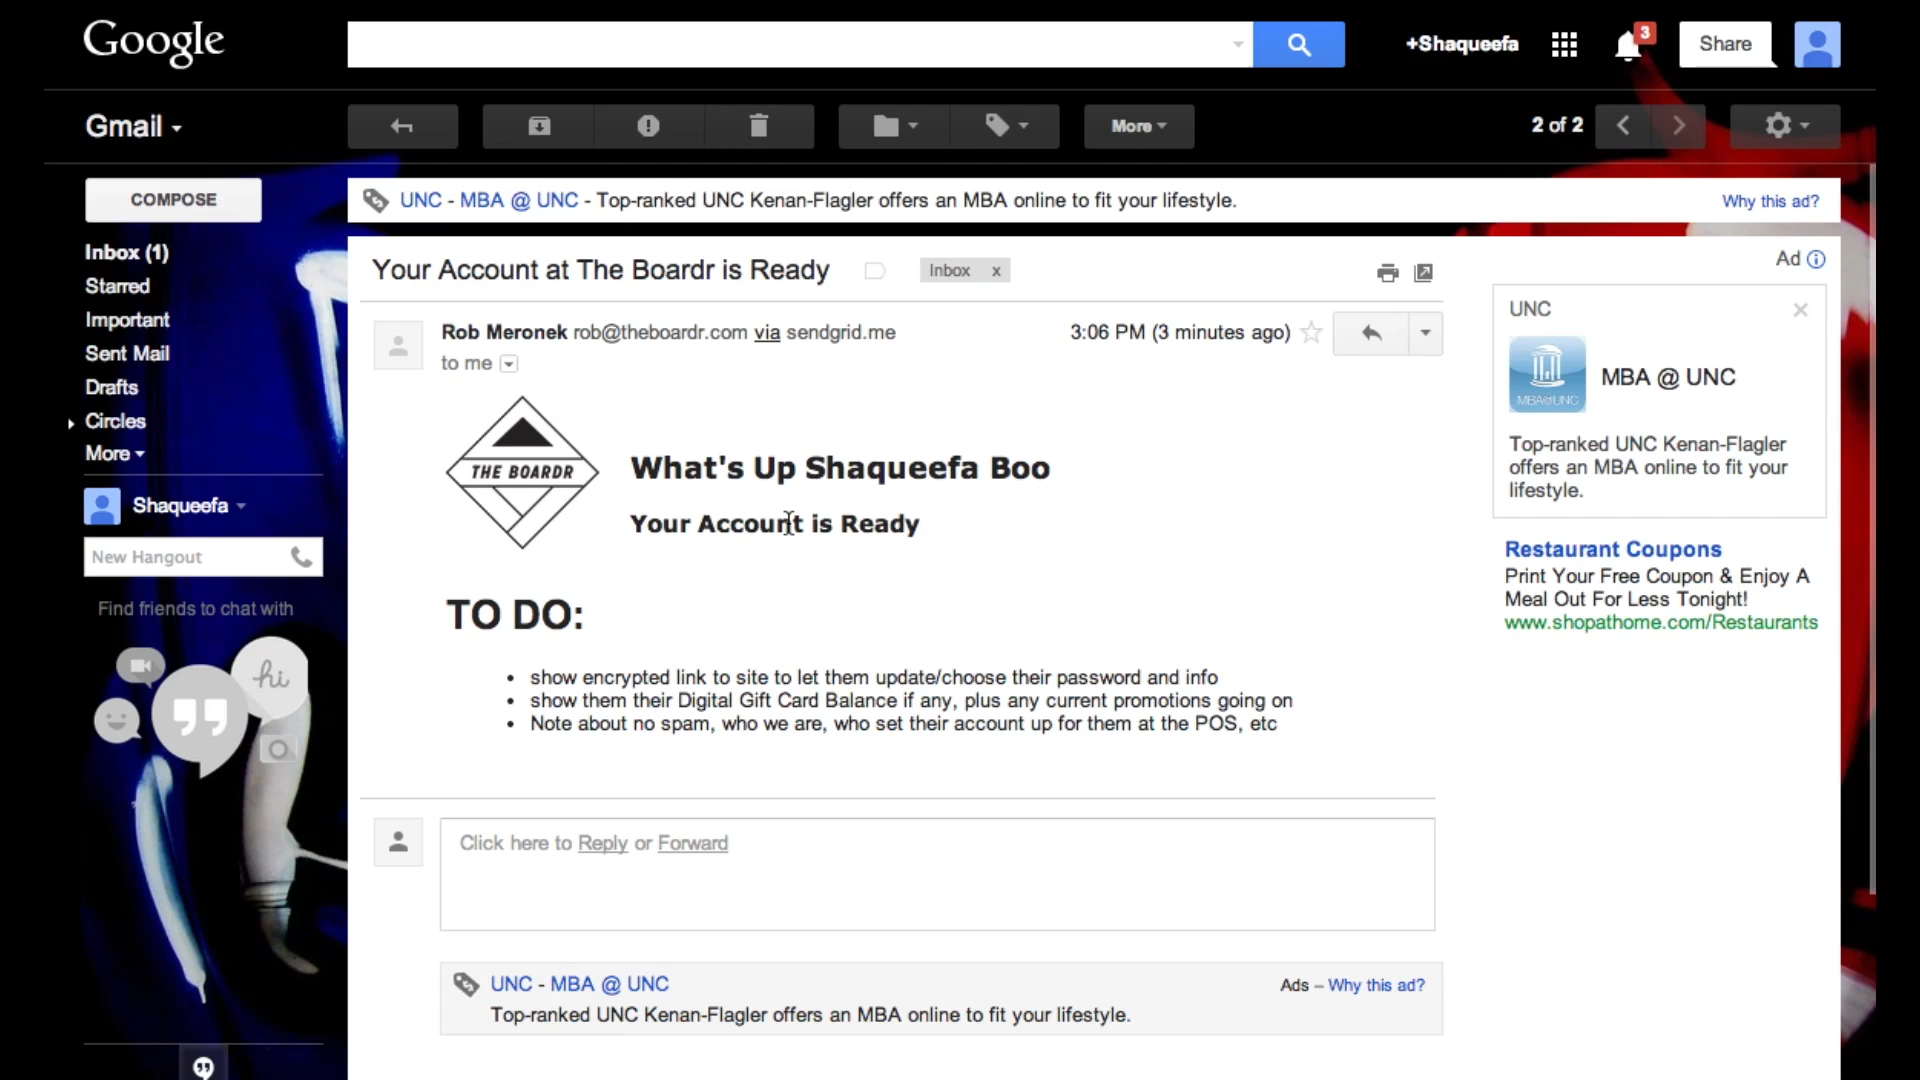 Google
+Shaqueefa
3
Share
Gmail
More
2 of 2
COMPOSE
UNC - MBA @ UNC - Top-ranked UNC Kenan-Flagler offers an MBA online to fit your lifestyle.
Why this ad?
Inbox (1)
Starred
Important
Sent Mail
Drafts
Circles
More
Shaqueefa
New Hangout
Find friends to chat with
hi
Your Account at The Boardr is Ready
Inbox x
Rob Meronek rob@theboardr.com via sendgrid.me
3:06 PM (3 minutes ago)
to me
THE BOARDR
What's Up Shaqueefa Boo
Your Account is Ready
TO DO:
• show encrypted link to site to let them update/choose their password and info
• show them their Digital Gift Card Balance if any, plus any current promotions going on
• Note about no spam, who we are, who set their account up for them at the POS, etc
Click here to Reply or Forward
UNC - MBA @ UNC
Ads – Why this ad?
Top-ranked UNC Kenan-Flagler offers an MBA online to fit your lifestyle.
Ad
UNC
MBA@UNC
MBA @ UNC
Top-ranked UNC Kenan-Flagler
offers an MBA online to fit your
lifestyle.
Restaurant Coupons
Print Your Free Coupon & Enjoy A
Meal Out For Less Tonight!
www.shopathome.com/Restaurants